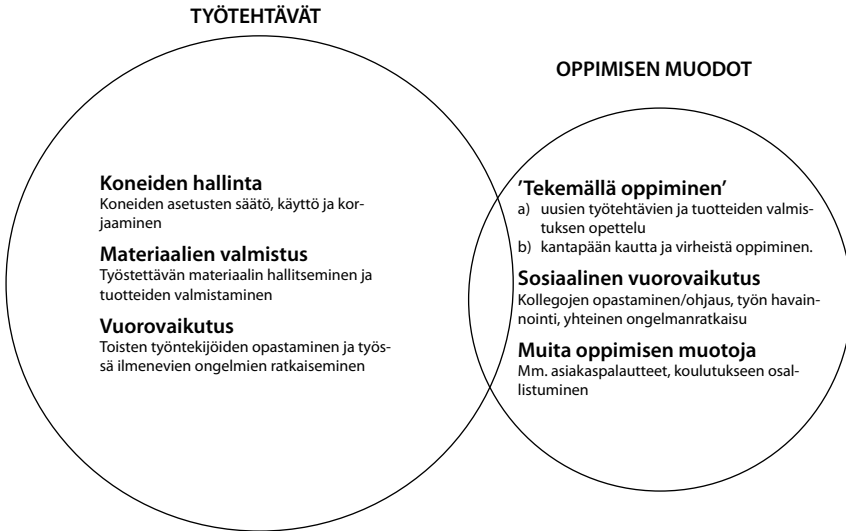 TYÖTEHTÄVÄT
Koneiden hallinta
Koneiden asetusten säätö, käyttö ja kor-
jaaminen
Materiaalien valmistus
Työstettävän materiaalin hallitseminen ja
tuotteiden valmistaminen
Vuorovaikutus
Toisten työntekijöiden opastaminen ja työs-
sä ilmenevien ongelmien ratkaiseminen
OPPIMISEN MUODOT
’Tekemällä oppiminen’
a) uusien työtehtävien ja tuotteiden valmis-
tuksen opettelu
b) kantapään kautta ja virheistä oppiminen.
Sosiaalinen vuorovaikutus
Kollegojen opastaminen/ohjaus, työn havain-
nointi, yhteinen ongelmanratkaisu
Muita oppimisen muotoja
Mm. asiakaspalautteet, koulutukseen osal-
listuminen